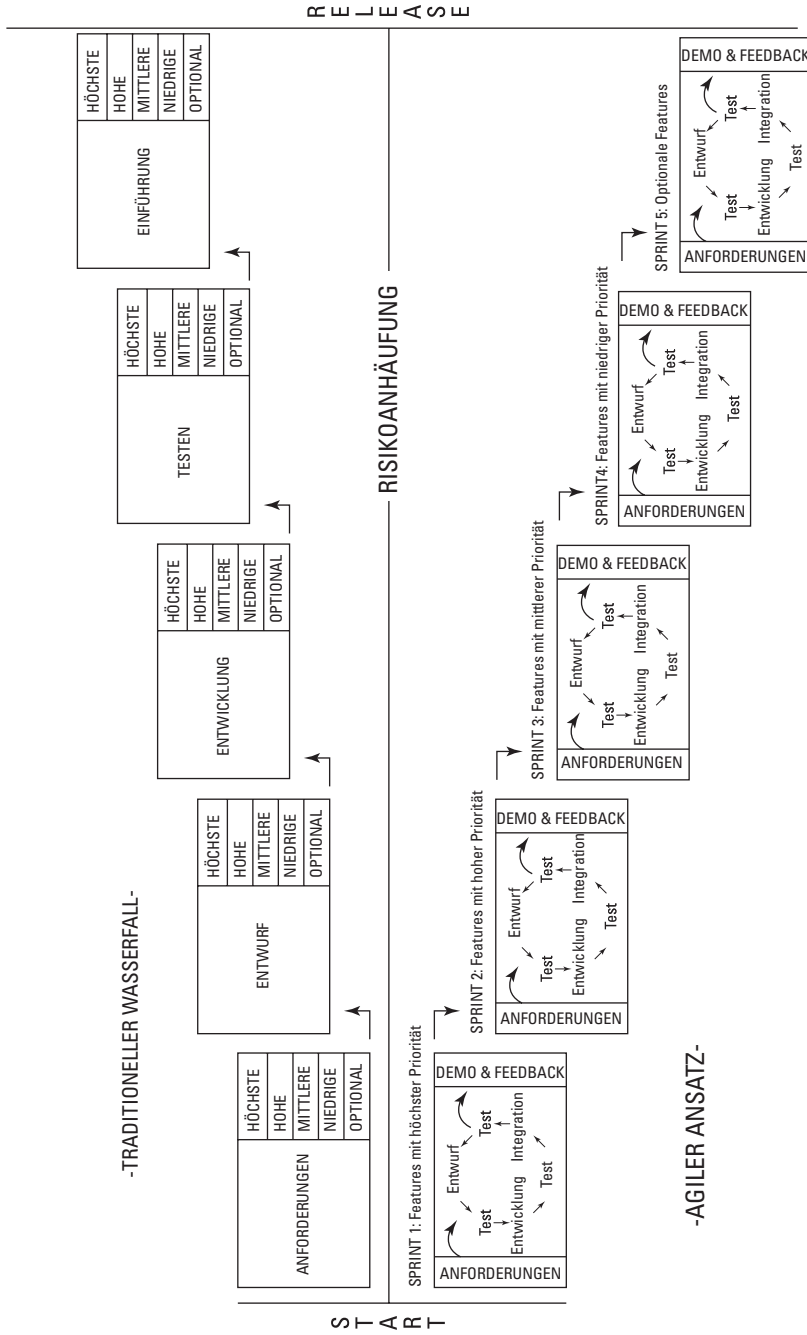 -TRADITIONELLER WASSERFALL-
START
ANFORDERUNGEN
HÖCHSTE
HOHE
MITTLERE
NIEDRIGE
OPTIONAL
ENTWURF
HÖCHSTE
HOHE
MITTLERE
NIEDRIGE
OPTIONAL
ENTWICKLUNG
HÖCHSTE
HOHE
MITTLERE
NIEDRIGE
OPTIONAL
TESTEN
HÖCHSTE
HOHE
MITTLERE
NIEDRIGE
OPTIONAL
EINFÜHRUNG
HÖCHSTE
HOHE
MITTLERE
NIEDRIGE
OPTIONAL
RELEASE
RISIKOANHÄUFUNG
SPRINT 1: Features mit höchster Priorität
ANFORDERUNGEN
Entwurf
Test
Test
Entwicklung
Integration
Test
DEMO & FEEDBACK
SPRINT 2: Features mit hoher Priorität
ANFORDERUNGEN
Entwurf
Test
Test
Entwicklung
Integration
Test
DEMO & FEEDBACK
SPRINT 3: Features mit mittlerer Priorität
ANFORDERUNGEN
Entwurf
Test
Test
Entwicklung
Integration
Test
DEMO & FEEDBACK
SPRINT4: Features mit niedriger Priorität
ANFORDERUNGEN
Entwurf
Test
Test
Entwicklung
Integration
Test
DEMO & FEEDBACK
SPRINT 5: Optionale Features
ANFORDERUNGEN
Entwurf
Test
Test
Entwicklung
Integration
Test
DEMO & FEEDBACK
-AGILER ANSATZ-